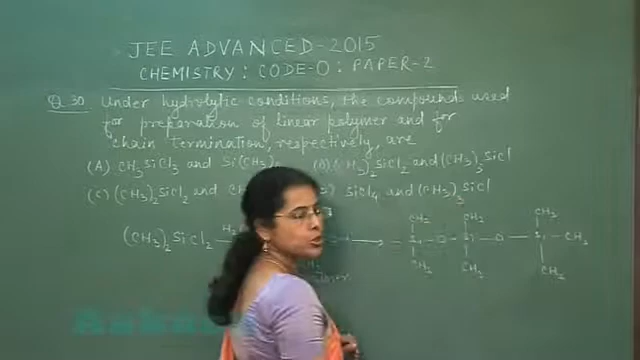 JEE ADVANCED-2015
CHEMISTRY: CODE-0: PAPER-2
Q.30. Under hydrolytic conditions, the compounds used
for preparation of linear polymer and for
chain termination, respectively, are
(A) CH3SiCl3 and Si(CH3) (B) (CH3)2SiCl2 and (CH3)3SiCl
(C) (CH3)2SiCl2 and CH SiCl4 and (CH3)3SiCl
CH3 CH3 CH3
(CH3)2SiCl2 H2 → – Si – O – Si – O – Si – CH3
CH3 CH3 CH3